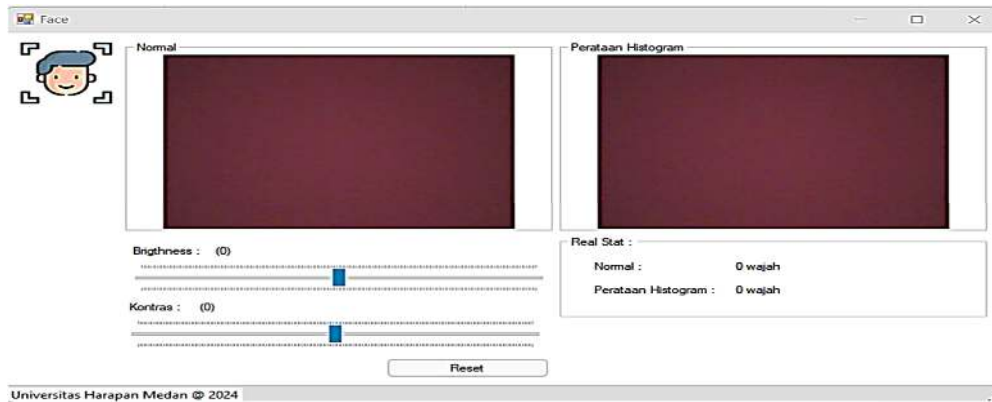 Face
Normal
Perataan Histogram
Brigthness : (0)
Kontras : (0)
Reset
Real Stat :
Normal : 0 wajah
Perataan Histogram : 0 wajah
Universitas Harapan Medan @ 2024